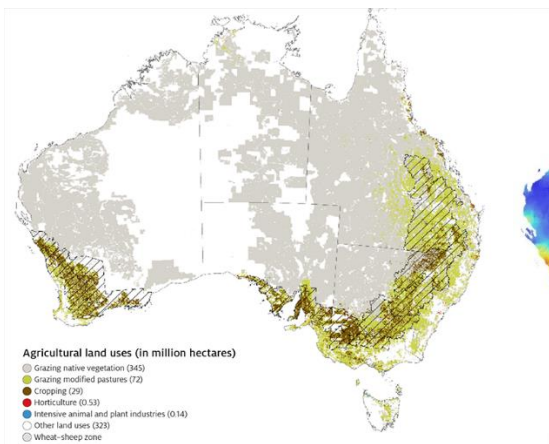 Agricultural land uses (in million hectares)
Grazing native vegetation (345)
Grazing modified pastures (72)
Cropping (29)
Horticulture (0.53)
Intensive animal and plant industries (0.14)
Other land uses (323)
Wheat–sheep zone